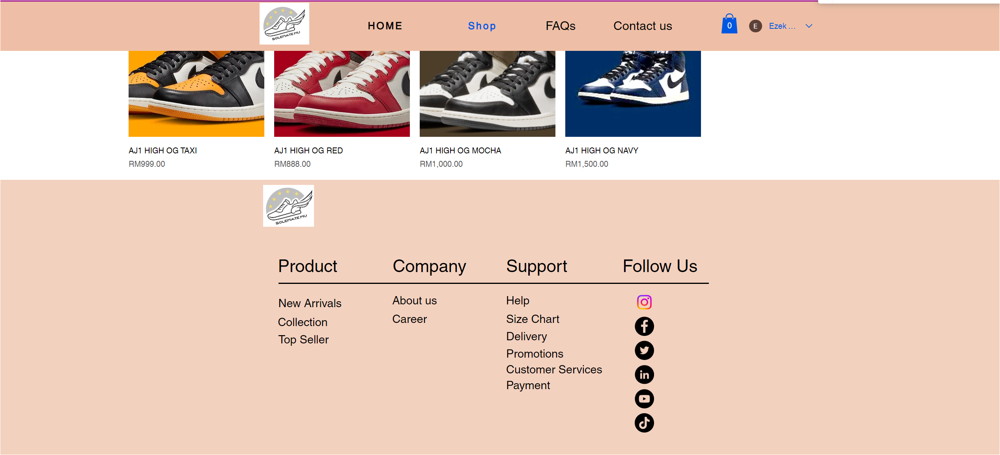 SOLEMATE MU
HOME
Shop
FAQs
Contact us
0
E
Ezek ...
AJ1 HIGH OG TAXI
RM999.00
AJ1 HIGH OG RED
RM888.00
AJ1 HIGH OG MOCHA
RM1,000.00
AJ1 HIGH OG NAVY
RM1,500.00
SOLEMATE MU
Product
Company
Support
Follow Us
New Arrivals
Collection
Top Seller
About us
Career
Help
Size Chart
Delivery
Promotions
Customer Services
Payment
in